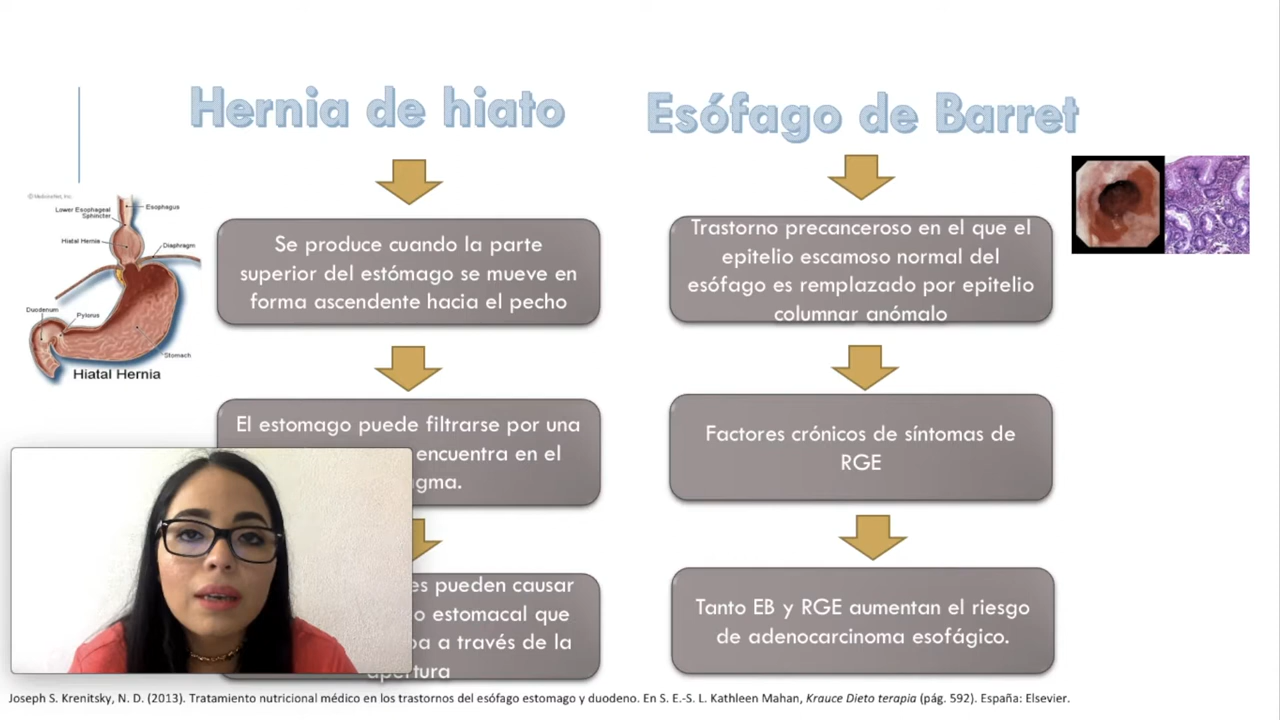 Hernia de hiato
Se produce cuando la parte
superior del estómago se mueve en
forma ascendente hacia el pecho
El estomago puede filtrarse por una
encuentra en el
pueden causar
estomacal que
a través de la
apertura
Esófago de Barret
Trastorno precanceroso en el que el
epitelio escamoso normal del
esófago es remplazado por epitelio
columnar anómalo
Factores crónicos de síntomas de
RGE
Tanto EB y RGE aumentan el riesgo
de adenocarcinoma esofágico.
Lower Esophageal
Sphincter
Esophagus
Hiatal Hernia
Diaphragm
Duodenum
Pylorus
Stomach
Hiatal Hernia
Joseph S. Krenitsky, N. D. (2013). Tratamiento nutricional médico en los trastornos del esófago estomago y duodeno. En S. E.-S. L. Kathleen Mahan, Krauce Dieto terapia (pág. 592). España: Elsevier.